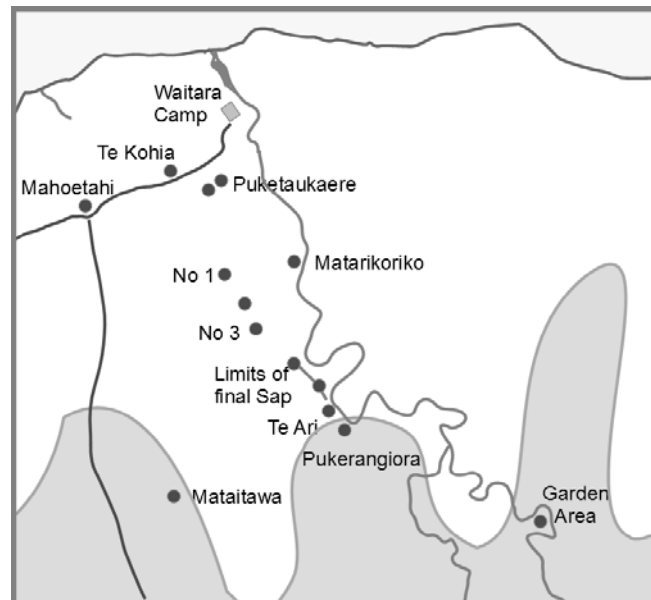 Waitara
Camp
Te Kohia
Mahoetahi
Puketaukaere
Matarikoriko
No 1
No 3
Limits of
final Sap
Te Ari
Pukerangiora
Mataitawa
Garden
Area